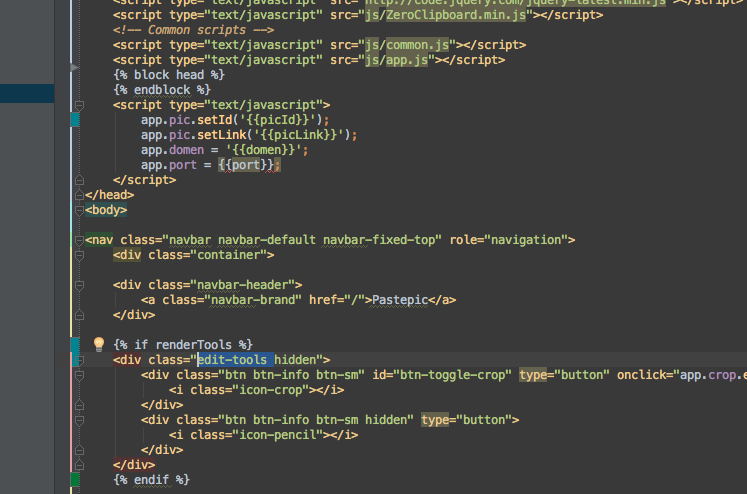 <script type="text/javascript" src="http://code.jquery.com/jquery-latest.min.js"></script>
<script type="text/javascript" src="js/ZeroClipboard.min.js"></script>
<!-- Common scripts -->
<script type="text/javascript" src="js/common.js"></script>
<script type="text/javascript" src="js/app.js"></script>
{% block head %}
{% endblock %}
<script type="text/javascript">
app.pic.setId('{{picId}}');
app.pic.setLink('{{picLink}}');
app.domen = '{{domen}}';
app.port = {{port}};
</script>
</head>
<body>
<nav class="navbar navbar-default navbar-fixed-top" role="navigation">
<div class="container">
<div class="navbar-header">
<a class="navbar-brand" href="/">Pastepic</a>
</div>
{% if renderTools %}
<div class="edit-tools hidden">
<div class="btn btn-info btn-sm" id="btn-toggle-crop" type="button" onclick="app.crop.e
<i class="icon-crop"></i>
</div>
<div class="btn btn-info btn-sm hidden" type="button">
<i class="icon-pencil"></i>
</div>
</div>
{% endif %}